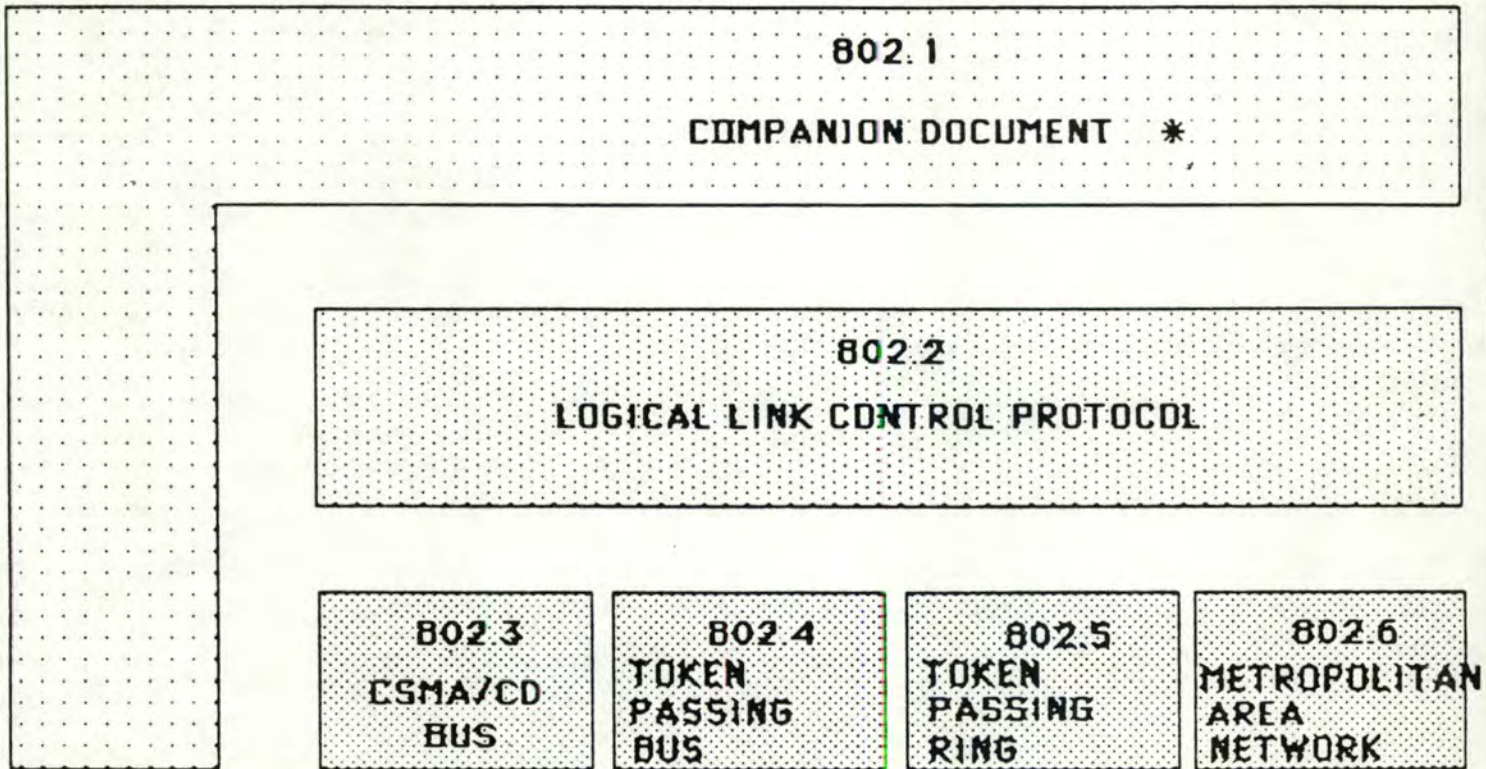 802.1
COMPANION DOCUMENT *
802.2
LOGICAL LINK CONTROL PROTOCOL
802.3
CSMA/CD
BUS
802.4
TOKEN
PASSING
BUS
802.5
TOKEN
PASSING
RING
802.6
METROPOLITAN
AREA
NETWORK